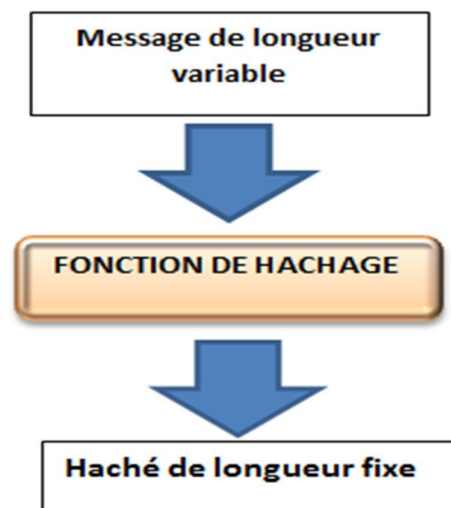 Message de longueur
variable
FONCTION DE HACHAGE
Haché de longueur fixe